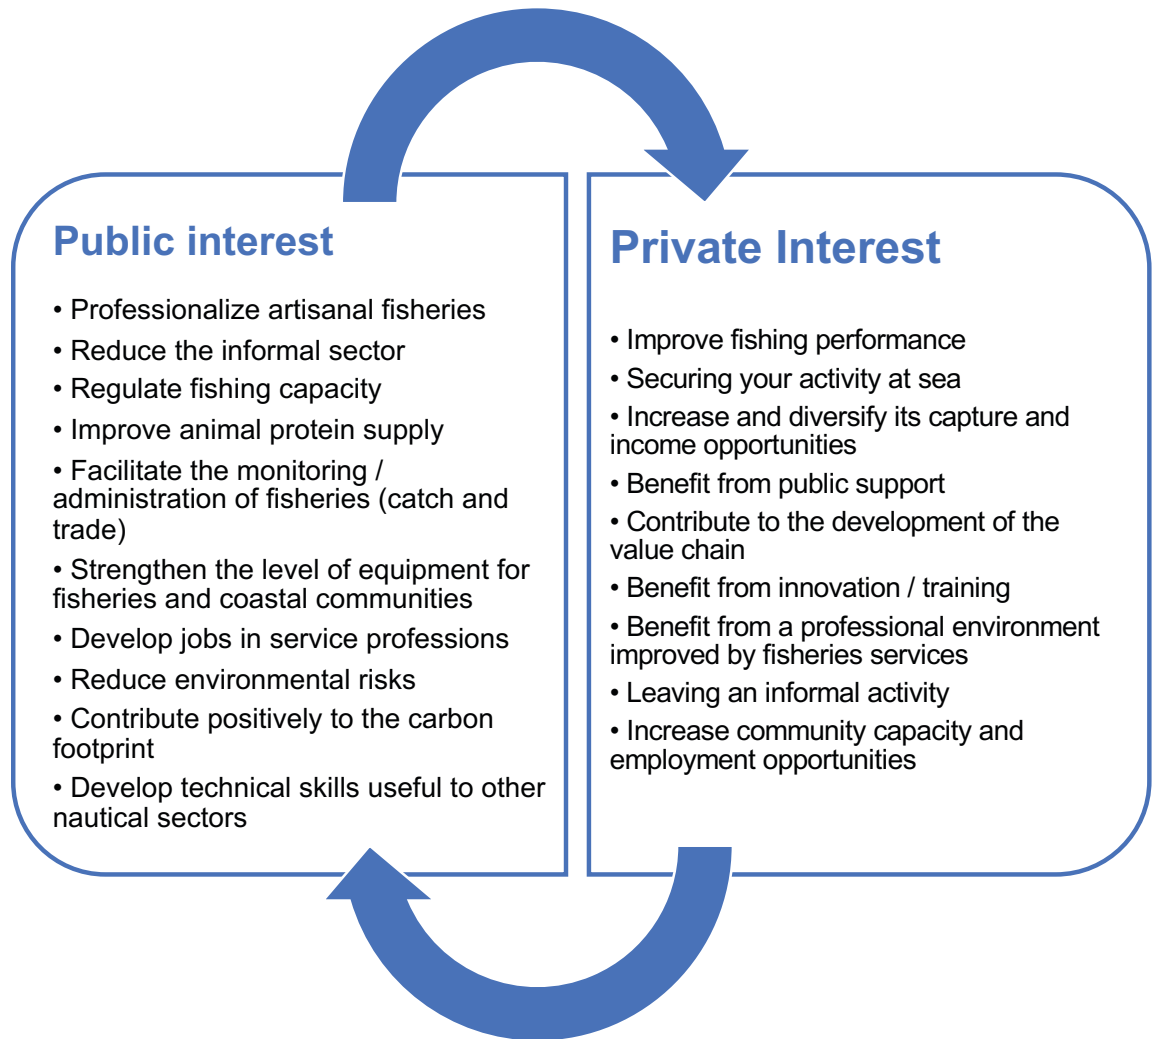 Public interest
• Professionalize artisanal fisheries
• Reduce the informal sector
• Regulate fishing capacity
• Improve animal protein supply
• Facilitate the monitoring /
administration of fisheries (catch and
trade)
• Strengthen the level of equipment for
fisheries and coastal communities
• Develop jobs in service professions
• Reduce environmental risks
• Contribute positively to the carbon
footprint
• Develop technical skills useful to other
nautical sectors
Private Interest
• Improve fishing performance
• Securing your activity at sea
• Increase and diversify its capture and
income opportunities
• Benefit from public support
• Contribute to the development of the
value chain
• Benefit from innovation / training
• Benefit from a professional environment
improved by fisheries services
• Leaving an informal activity
• Increase community capacity and
employment opportunities